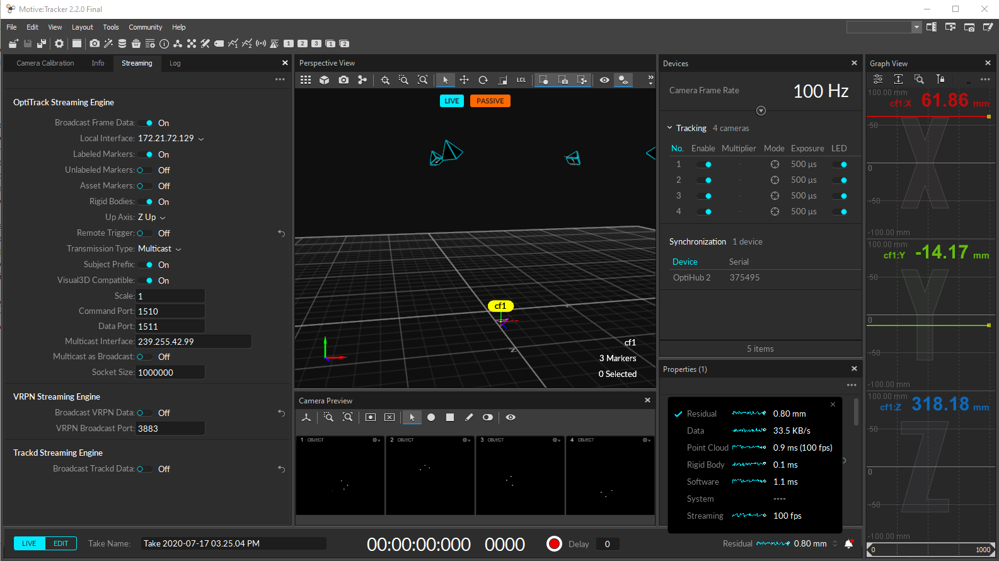 Motive:Tracker 2.2.0 Final
File Edit View Layout Tools Community Help
1 2 3 1 2
Camera Calibration Info Streaming Log
OptiTrack Streaming Engine
Broadcast Frame Data: On
Local Interface: 172.21.72.129
Labeled Markers: On
Unlabeled Markers: Off
Asset Markers: Off
Rigid Bodies: On
Up Axis: Z Up
Remote Trigger: Off
Transmission Type: Multicast
Subject Prefix: On
Visual3D Compatible: On
Scale: 1
Command Port: 1510
Data Port: 1511
Multicast Interface: 239.255.42.99
Multicast as Broadcast: Off
Socket Size: 1000000
VRPN Streaming Engine
Broadcast VRPN Data: Off
VRPN Broadcast Port: 3883
Trackd Streaming Engine
Broadcast Trackd Data: Off
Perspective View
LCL
LIVE PASSIVE
cf1
Z
cf1
3 Markers
0 Selected
Camera Preview
1 OBJECT 2 OBJECT 3 OBJECT 4 OBJECT
Devices
Camera Frame Rate 100 Hz
Tracking 4 cameras
No. Enable Multiplier Mode Exposure LED
1 - 500 µs
2 - 500 µs
3 - 500 µs
4 - 500 µs
Synchronization 1 device
Device Serial
OptiHub 2 375495
5 items
Properties (1)
Residual 0.80 mm
Data 33.5 KB/s
Point Cloud 0.9 ms (100 fps)
Rigid Body 0.1 ms
Software 1.1 ms
System ----
Streaming 100 fps
Graph View
100.00 mm
cf1:X 61.86 mm
50
0
-50
-100.00 mm
X
100.00 mm
cf1:Y -14.17 mm
50
0
-50
-100.00 mm
Y
100.00 mm
cf1:Z 318.18 mm
50
0
-50
-100.00 mm
Z
0 1000
LIVE EDIT Take Name: Take 2020-07-17 03.25.04 PM 00:00:00:000 0000 Delay 0 Residual 0.80 mm